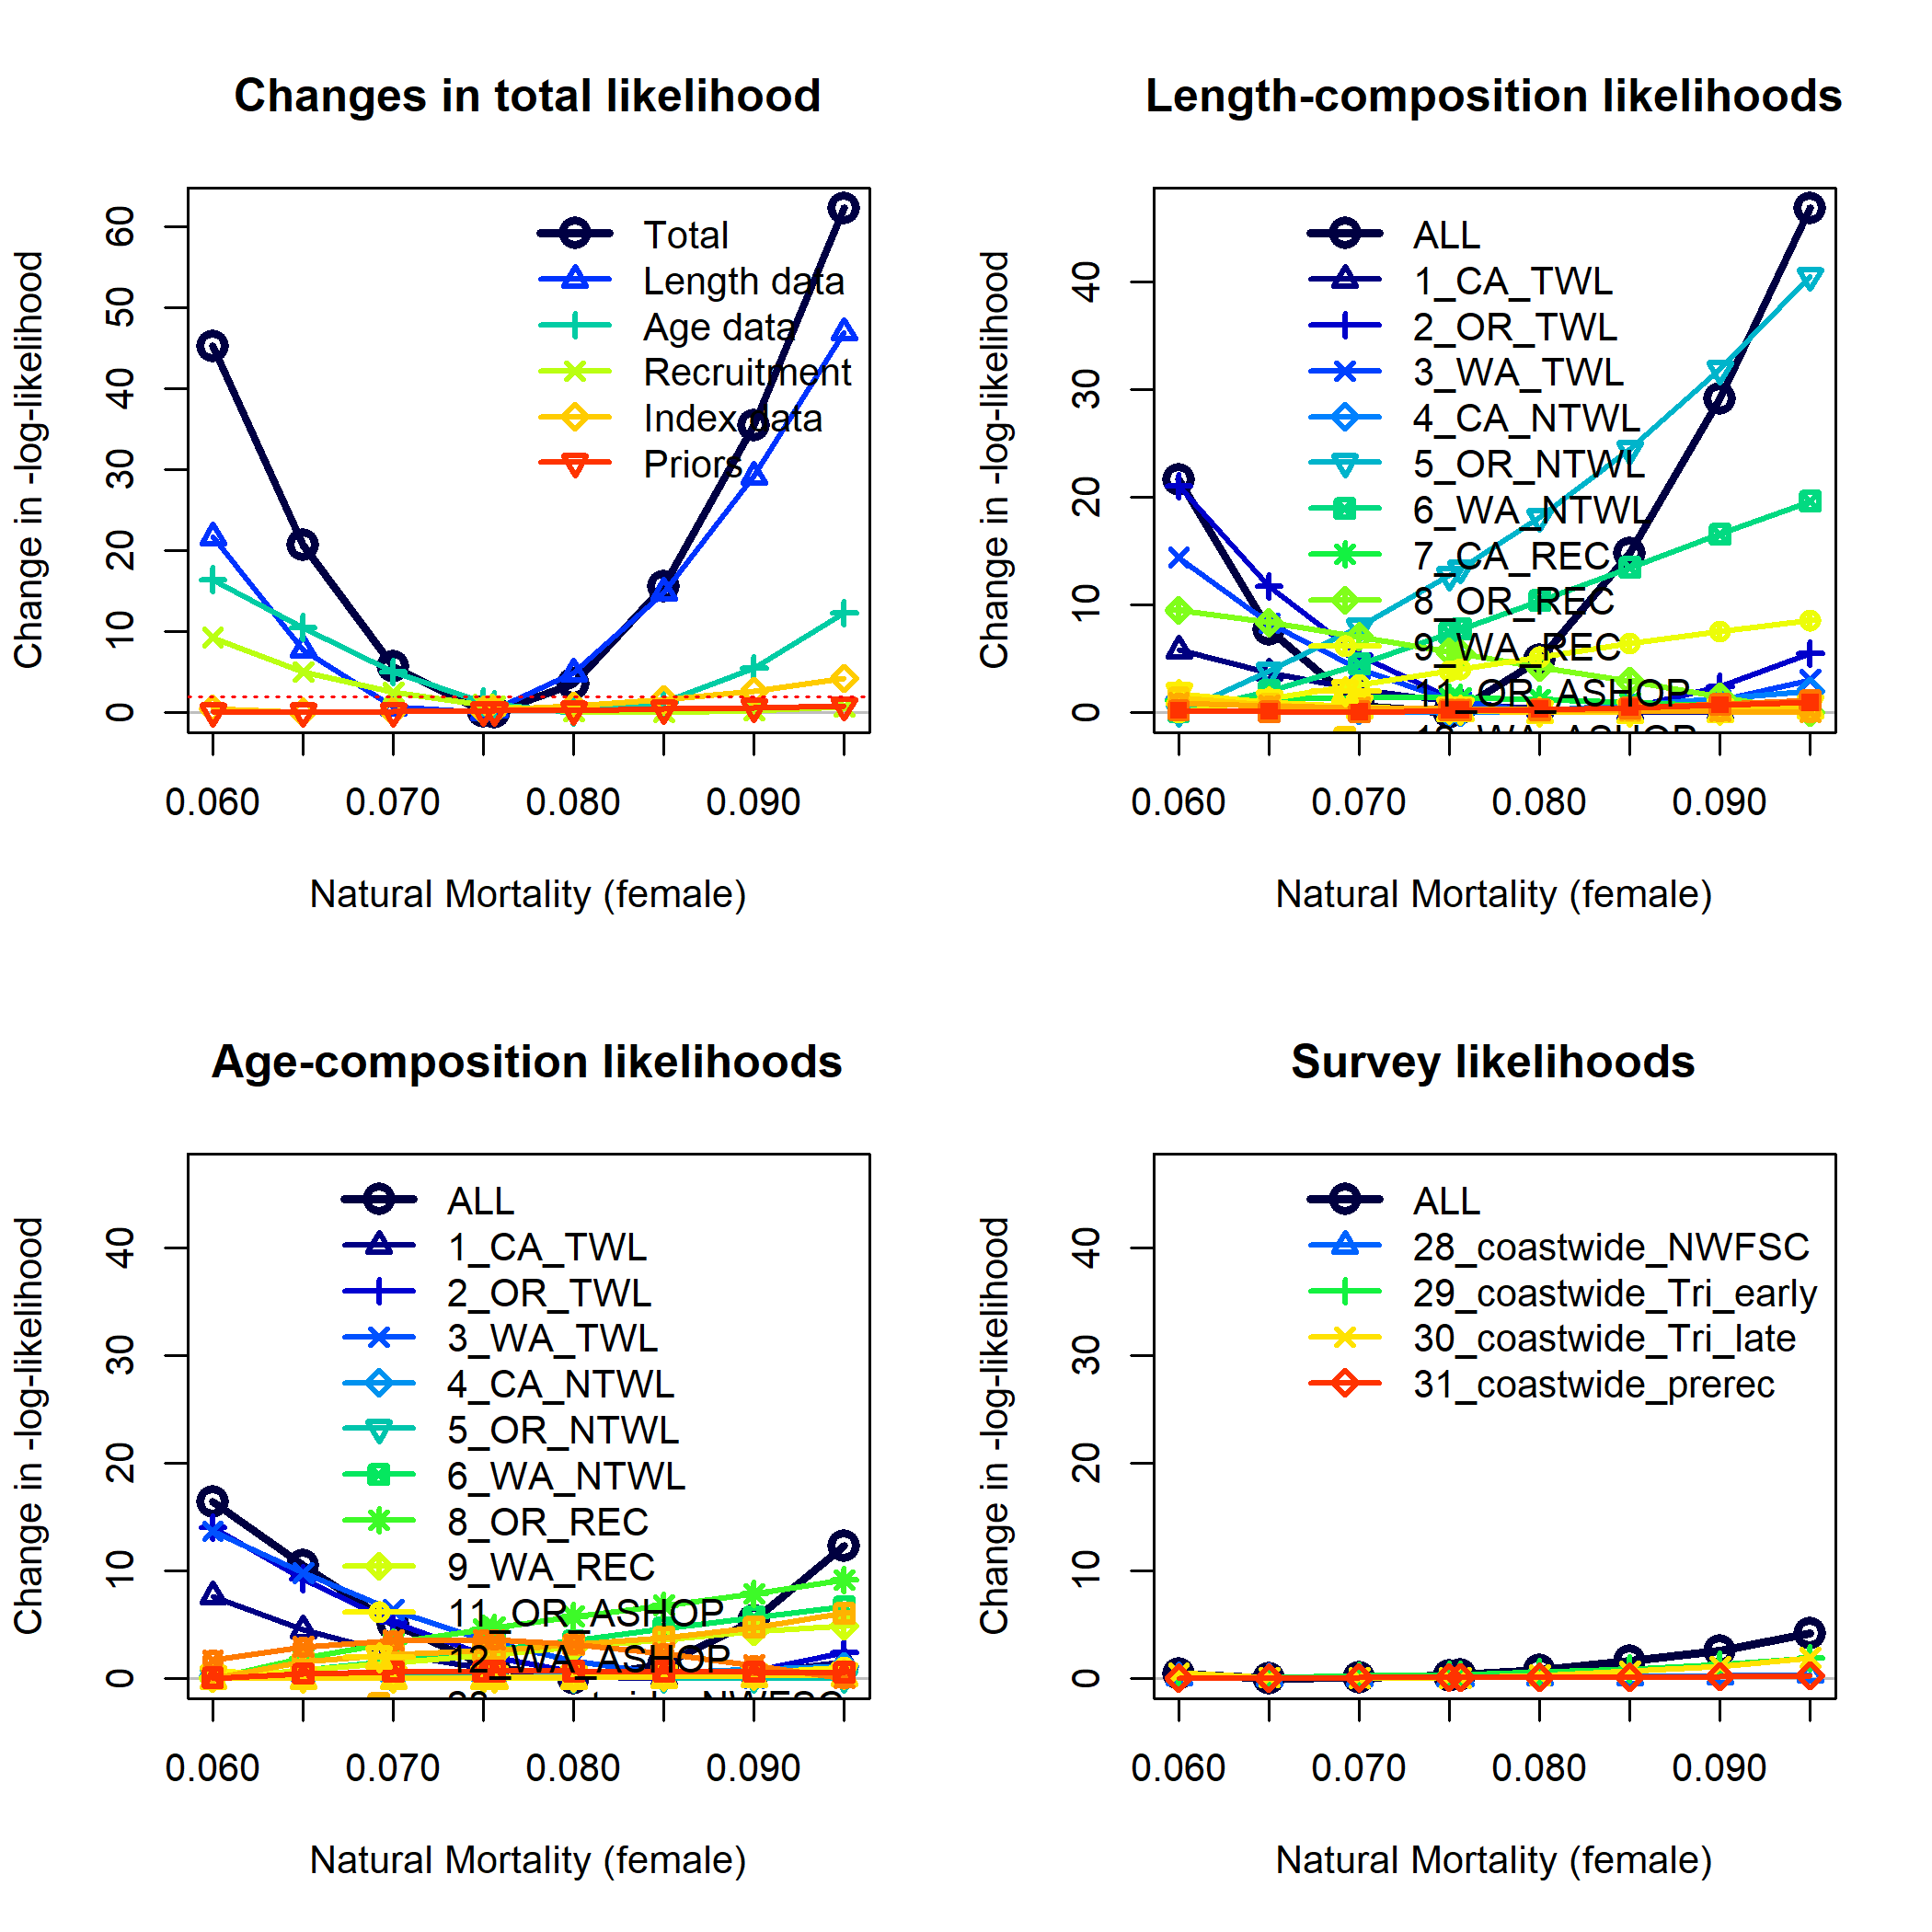 Changes in total likelihood
Change in -log-likelihood
0 10 20 30 40 50 60
Total
Length data
Age data
Recruitment
Index data
Priors
0.060 0.070 0.080 0.090
Natural Mortality (female)
Length-composition likelihoods
Change in -log-likelihood
0 10 20 30 40
ALL
1_CA_TWL
2_OR_TWL
3_WA_TWL
4_CA_NTWL
5_OR_NTWL
6_WA_NTWL
7_CA_REC
8_OR_REC
9_WA_REC
11_OR_ASHOP
12_WA_ASHOP
0.060 0.070 0.080 0.090
Natural Mortality (female)
Age-composition likelihoods
Change in -log-likelihood
0 10 20 30 40
ALL
1_CA_TWL
2_OR_TWL
3_WA_TWL
4_CA_NTWL
5_OR_NTWL
6_WA_NTWL
8_OR_REC
9_WA_REC
11_OR_ASHOP
12_WA_ASHOP
0.060 0.070 0.080 0.090
Natural Mortality (female)
Survey likelihoods
Change in -log-likelihood
0 10 20 30 40
ALL
28_coastwide_NWFSC
29_coastwide_Tri_early
30_coastwide_Tri_late
31_coastwide_prerec
0.060 0.070 0.080 0.090
Natural Mortality (female)